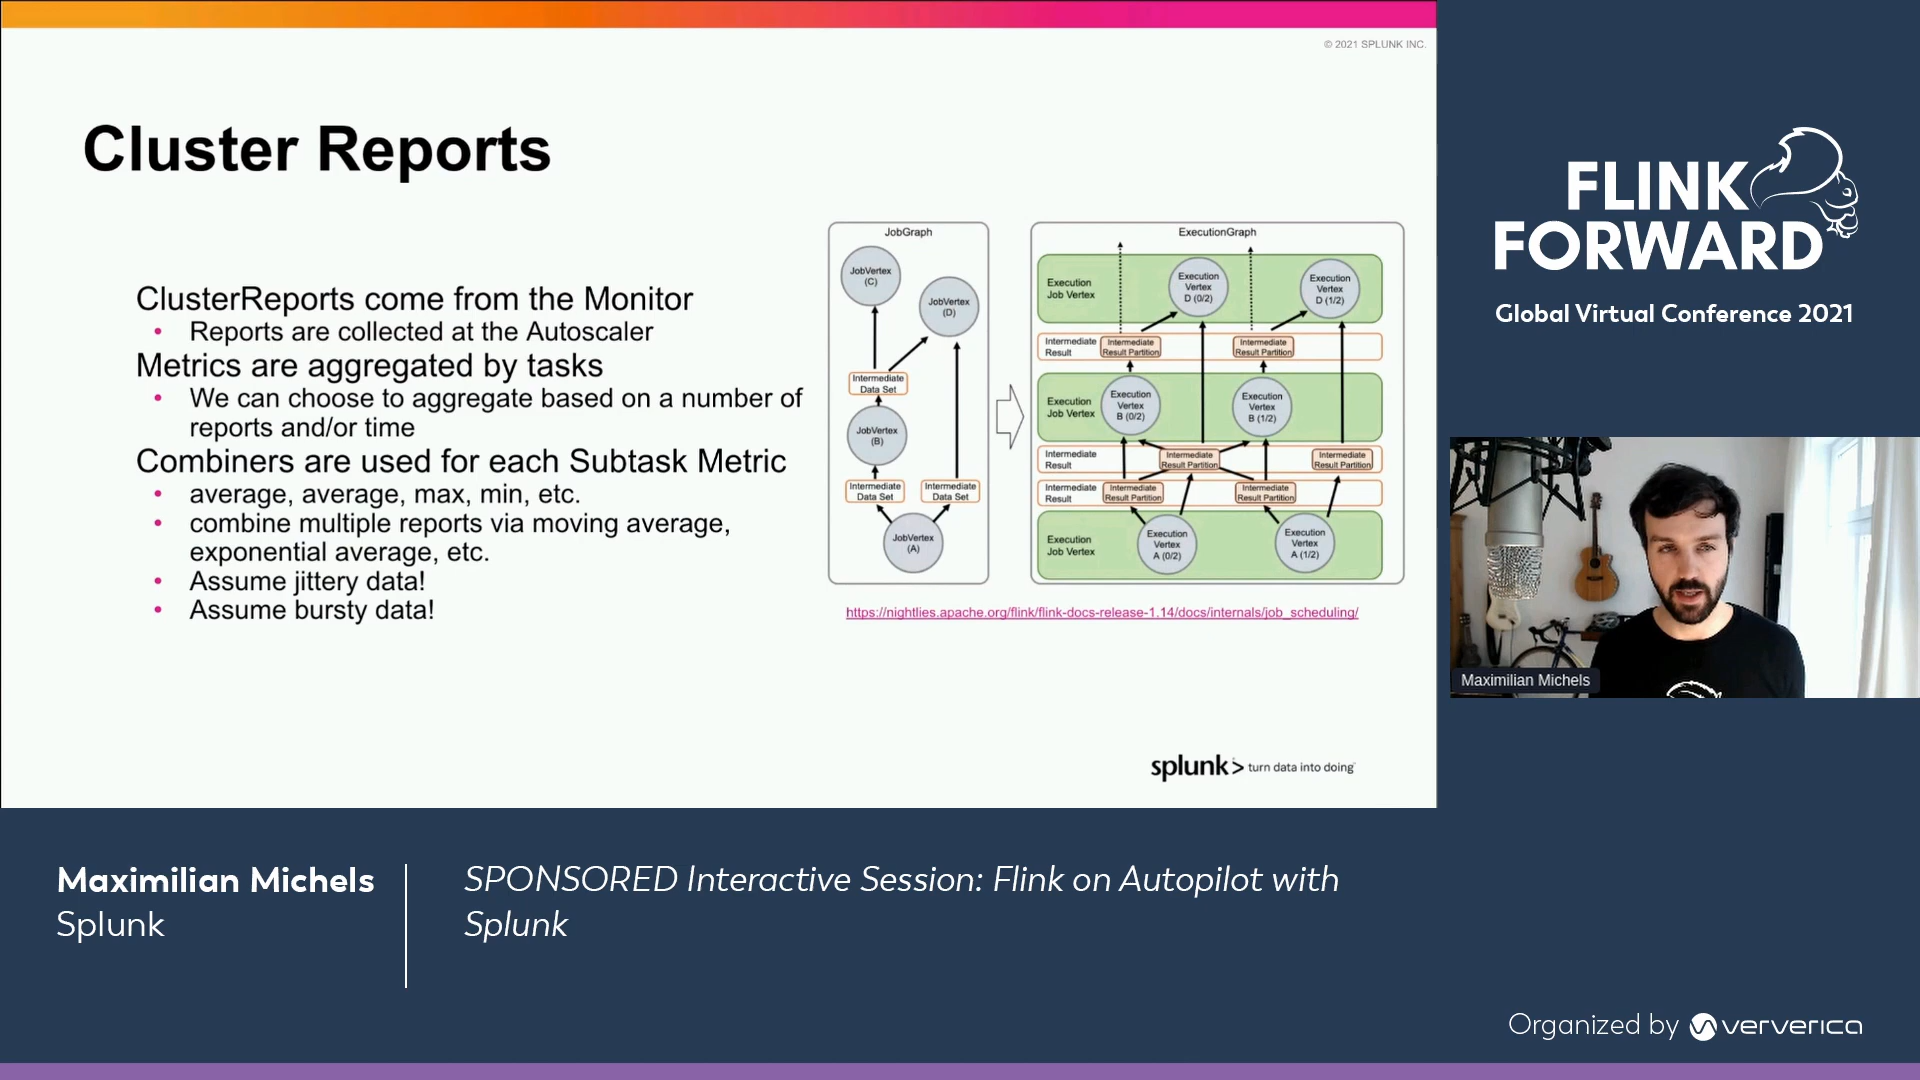 © 2021 SPLUNK INC.
Cluster Reports
ClusterReports come from the Monitor
• Reports are collected at the Autoscaler
Metrics are aggregated by tasks
• We can choose to aggregate based on a number of
reports and/or time
Combiners are used for each Subtask Metric
• average, average, max, min, etc.
• combine multiple reports via moving average,
exponential average, etc.
• Assume jittery data!
• Assume bursty data!
JobGraph
JobVertex
(C)
JobVertex
(D)
Intermediate
Data Set
JobVertex
(B)
Intermediate
Data Set
Intermediate
Data Set
JobVertex
(A)
ExecutionGraph
Execution
Job Vertex
Execution
Vertex
D (0/2)
Execution
Vertex
D (1/2)
Intermediate
Result
Intermediate
Result Partition
Intermediate
Result Partition
Execution
Job Vertex
Execution
Vertex
B (0/2)
Execution
Vertex
B (1/2)
Intermediate
Result
Intermediate
Result Partition
Intermediate
Result Partition
Intermediate
Result
Intermediate
Result Partition
Intermediate
Result Partition
Execution
Job Vertex
Execution
Vertex
A (0/2)
Execution
Vertex
A (1/2)
https://nightlies.apache.org/flink/flink-docs-release-1.14/docs/internals/job_scheduling/
splunk> turn data into doing
FLINK
FORWARD
Global Virtual Conference 2021
Maximilian Michels
Maximilian Michels
Splunk
SPONSORED Interactive Session: Flink on Autopilot with
Splunk
Organized by ververica